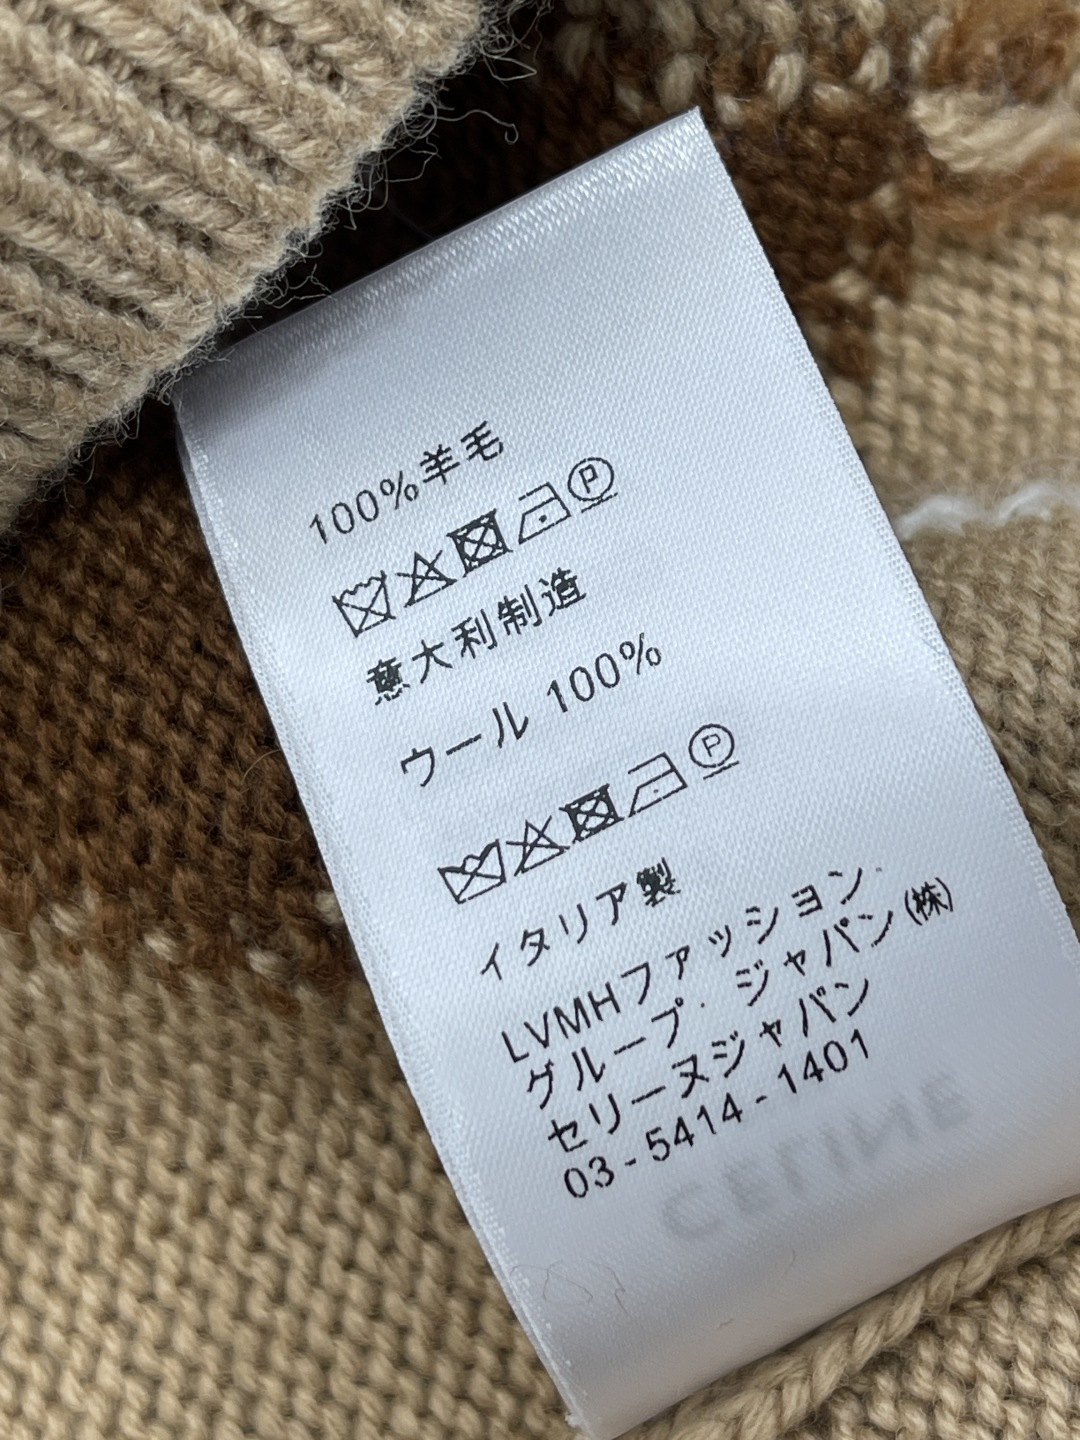 100%羊毛
P
意大利制造
ウール 100%
P
イタリア製
LVMHファッション・
グループ・ジャパン(株)
セリーヌジャパン
03-5414-1401
CELINE